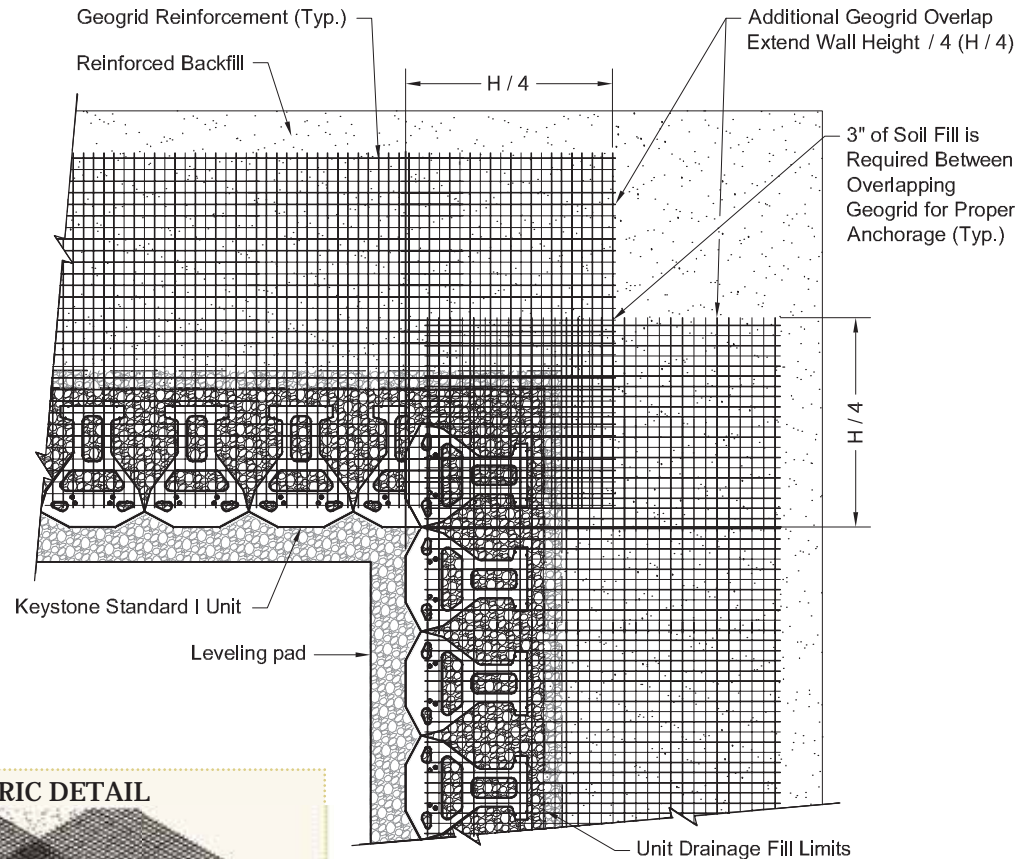 Geogrid Reinforcement (Typ.)
Additional Geogrid Overlap
Extend Wall Height / 4 (H / 4)
Reinforced Backfill
H / 4
3" of Soil Fill is
Required Between
Overlapping
Geogrid for Proper
Anchorage (Typ.)
H / 4
Keystone Standard I Unit
Leveling pad
RIC DETAIL
Unit Drainage Fill Limits